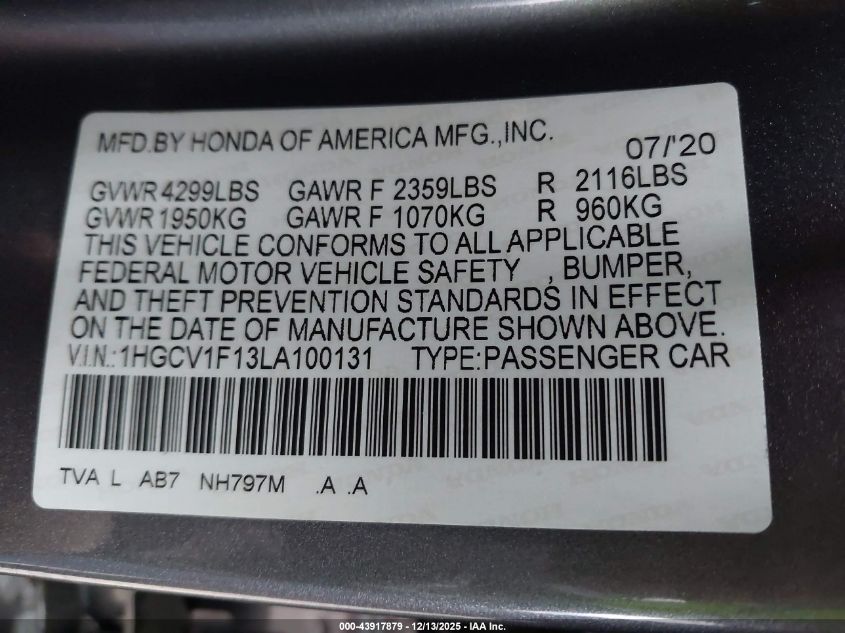 MFD.BY HONDA OF AMERICA MFG.,INC. 07/'20
GVWR 4299LBS GAWR F 2359LBS R 2116LBS
GVWR 1950KG GAWR F 1070KG R 960KG
THIS VEHICLE CONFORMS TO ALL APPLICABLE
FEDERAL MOTOR VEHICLE SAFETY , BUMPER,
AND THEFT PREVENTION STANDARDS IN EFFECT
ON THE DATE OF MANUFACTURE SHOWN ABOVE.
V.I.N.:1HGCV1F13LA100131 TYPE:PASSENGER CAR
TVA L AB7 NH797M .A .A
000-43917879 - 12/13/2025 - IAA Inc.